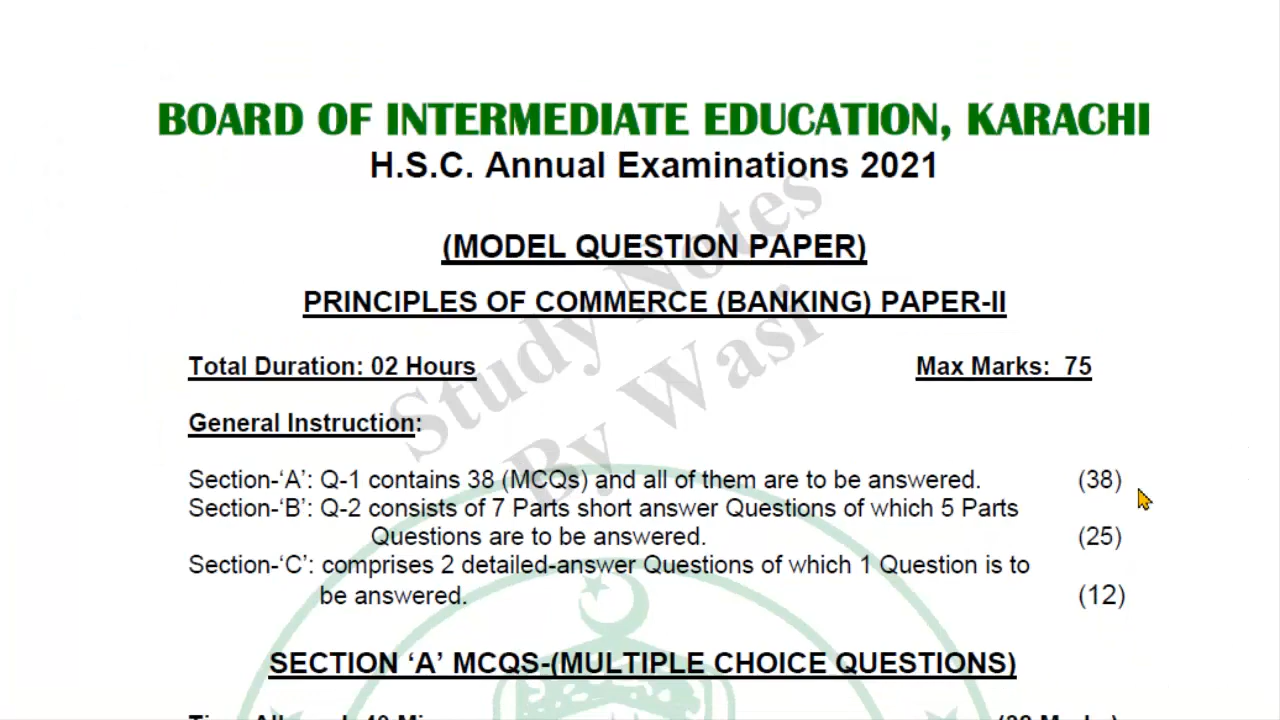 BOARD OF INTERMEDIATE EDUCATION, KARACHI
H.S.C. Annual Examinations 2021
(MODEL QUESTION PAPER)
PRINCIPLES OF COMMERCE (BANKING) PAPER-II
Total Duration: 02 Hours Max Marks: 75
General Instruction:
Section-‘A’: Q-1 contains 38 (MCQs) and all of them are to be answered. (38)
Section-‘B’: Q-2 consists of 7 Parts short answer Questions of which 5 Parts
Questions are to be answered. (25)
Section-‘C’: comprises 2 detailed-answer Questions of which 1 Question is to
be answered. (12)
SECTION ‘A’ MCQS-(MULTIPLE CHOICE QUESTIONS)
Study Notes
By Wasi